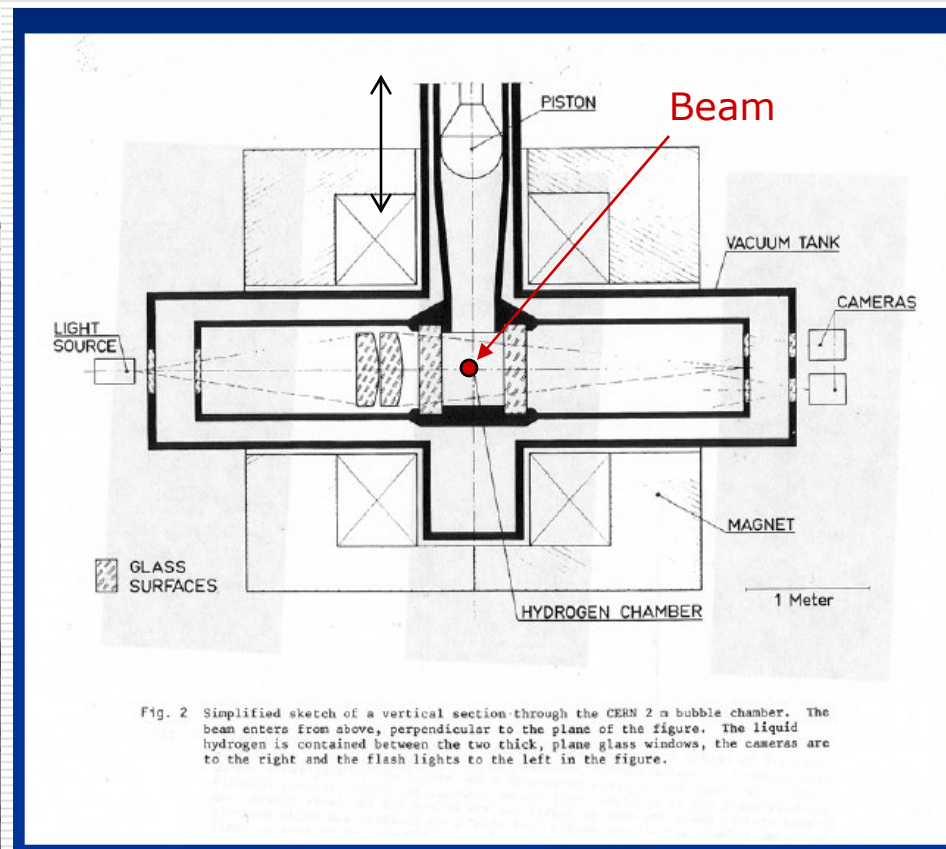 PISTON
Beam
VACUUM TANK
CAMERAS
LIGHT
SOURCE
MAGNET
GLASS
SURFACES
1 Meter
HYDROGEN CHAMBER
Fig. 2 Simplified sketch of a vertical section through the CERN 2 m bubble chamber. The
beam enters from above, perpendicular to the plane of the figure. The liquid
hydrogen is contained between the two thick, plane glass windows, the cameras are
to the right and the flash lights to the left in the figure.